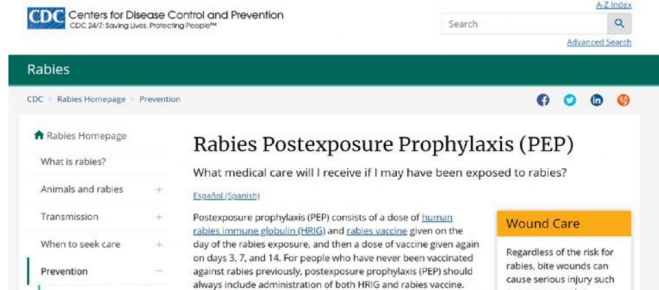 A-Z Index
CDC Centers for Disease Control and Prevention
CDC 24/7: Saving Lives. Protecting People™
Search
Advanced Search
Rabies
CDC > Rabies Homepage > Prevention
Rabies Homepage
What is rabies?
Animals and rabies +
Transmission +
When to seek care +
Prevention −
Rabies Postexposure Prophylaxis (PEP)
What medical care will I receive if I may have been exposed to rabies?
Español (Spanish)
Postexposure prophylaxis (PEP) consists of a dose of human
rabies immune globulin (HRIG) and rabies vaccine given on the
day of the rabies exposure, and then a dose of vaccine given again
on days 3, 7, and 14. For people who have never been vaccinated
against rabies previously, postexposure prophylaxis (PEP) should
always include administration of both HRIG and rabies vaccine.
Wound Care
Regardless of the risk for
rabies, bite wounds can
cause serious injury such